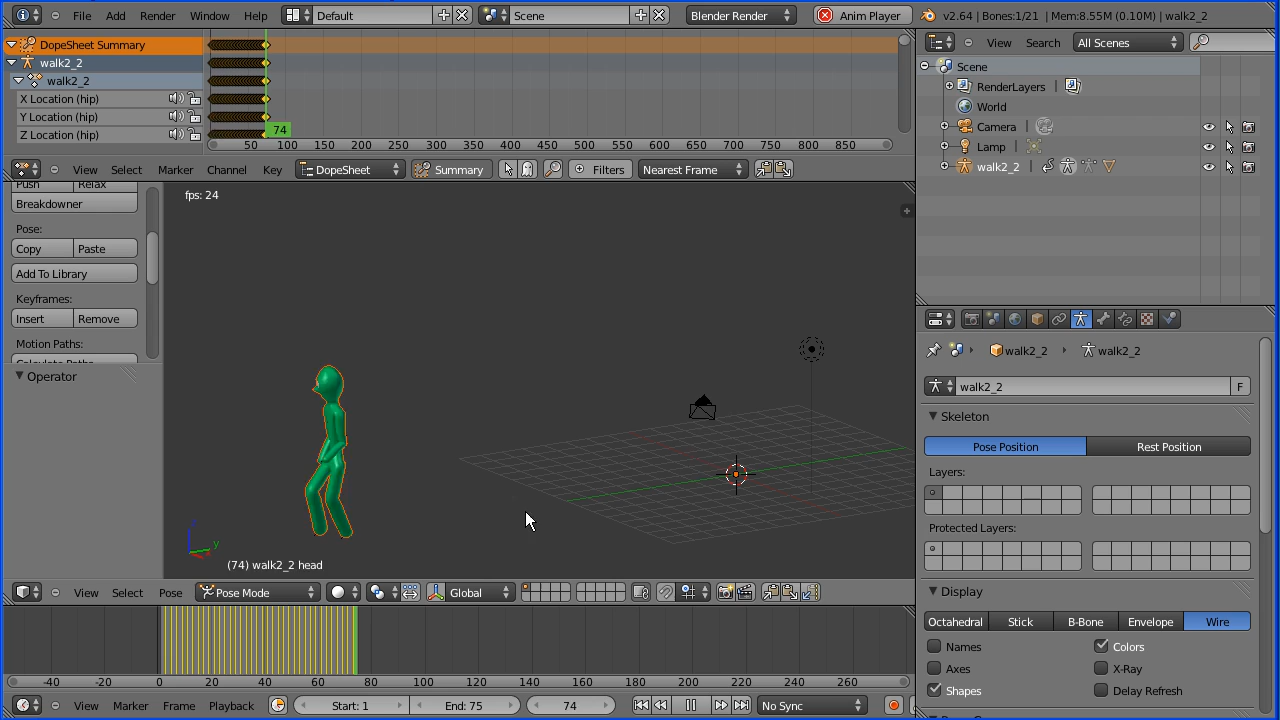 File Add Render Window Help Default Scene Blender Render Anim Player v2.64 | Bones:1/21 | Mem:8.55M (0.10M) | walk2_2
DopeSheet Summary
walk2_2
walk2_2
X Location (hip)
Y Location (hip)
Z Location (hip)
74
50 100 150 200 250 300 350 400 450 500 550 600 650 700 750 800 850
View Select Marker Channel Key DopeSheet Summary Filters Nearest Frame
View Search All Scenes
Scene
RenderLayers
World
Camera
Lamp
walk2_2
Push Relax
Breakdowner
Pose:
Copy Paste
Add To Library
Keyframes:
Insert Remove
Motion Paths:
Calculate Paths
Operator
fps: 24
y
(74) walk2_2 head
View Select Pose Pose Mode Global
-40 -20 0 20 40 60 80 100 120 140 160 180 200 220 240 260
View Marker Frame Playback Start: 1 End: 75 74 No Sync
walk2_2 walk2_2
walk2_2 F
Skeleton
Pose Position Rest Position
Layers:
Protected Layers:
Display
Octahedral Stick B-Bone Envelope Wire
Names Colors
Axes X-Ray
Shapes Delay Refresh